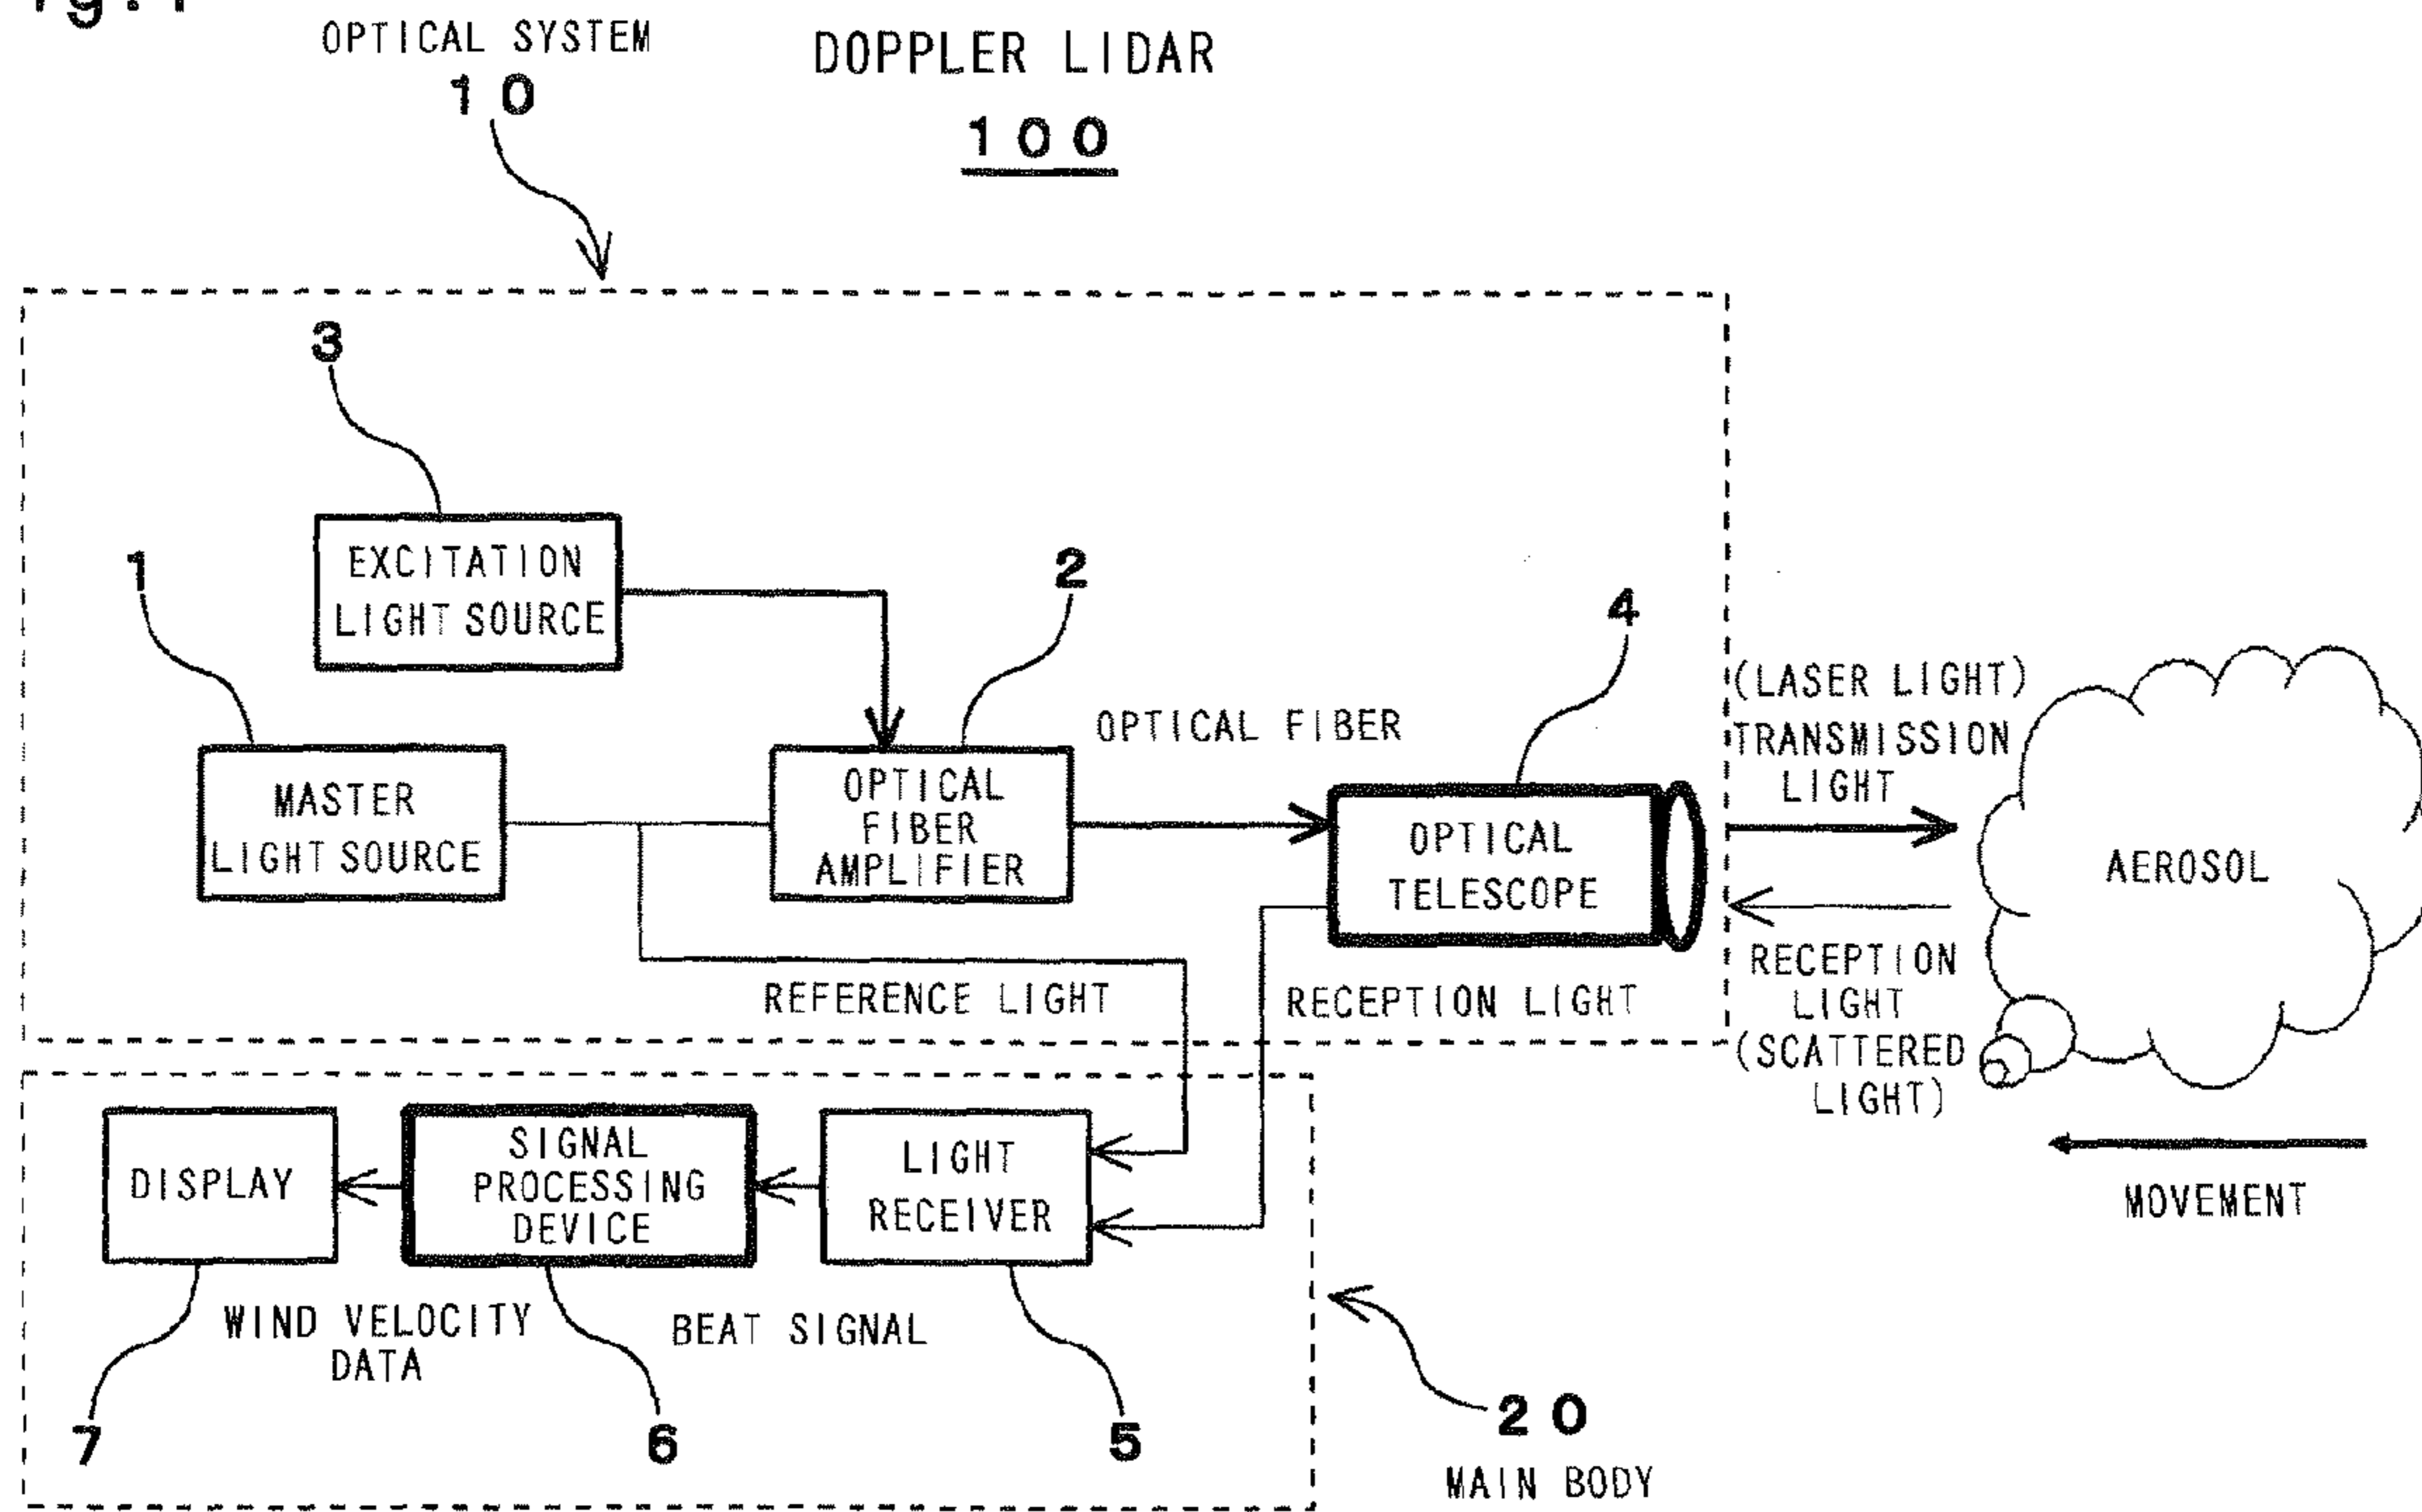 OPTICAL SYSTEM
10
DOPPLER LIDAR
100
3
EXCITATION
LIGHT SOURCE
1
MASTER
LIGHT SOURCE
2
OPTICAL
FIBER
AMPLIFIER
OPTICAL FIBER
4
OPTICAL
TELESCOPE
(LASER LIGHT)
TRANSMISSION
LIGHT
AEROSOL
RECEPTION
LIGHT
(SCATTERED
LIGHT)
MOVEMENT
REFERENCE LIGHT
RECEPTION LIGHT
DISPLAY
SIGNAL
PROCESSING
DEVICE
LIGHT
RECEIVER
WIND VELOCITY
DATA
BEAT SIGNAL
7
6
5
20
MAIN BODY